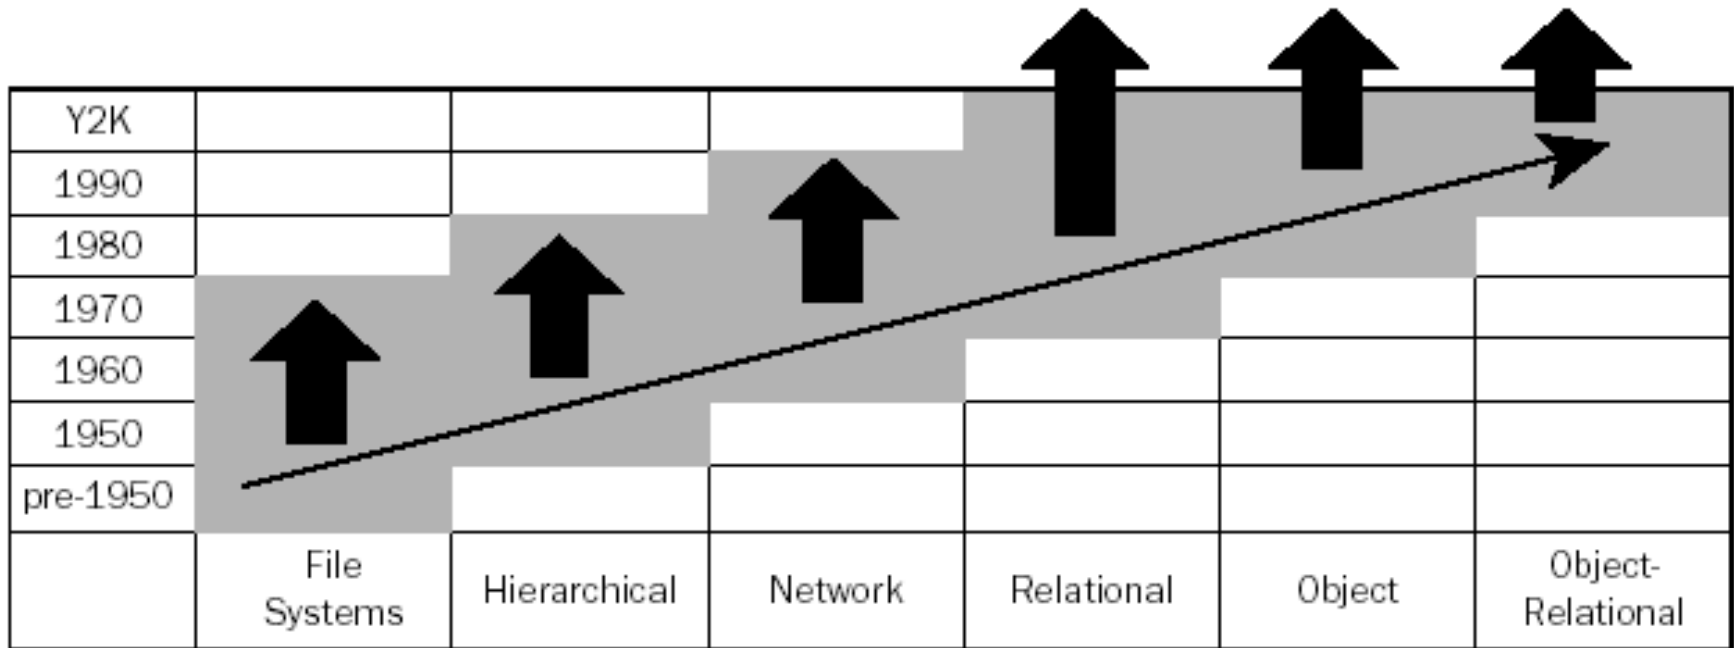 Y2K
1990
1980
1970
1960
1950
pre-1950
File
Systems
Hierarchical
Network
Relational
Object
Object-
Relational